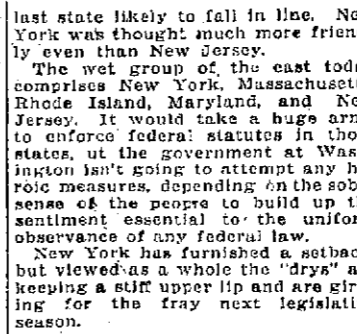 last state likely to fall in line. Ne
York was thought much more frien
ly even than New Jersey.
The wet group of the east tod
comprises New York, Massachuset
Rhode Island, Maryland, and Ne
Jersey. It would take a huge arm
to enforce federal statutes in tho
states, ut the government at Was
ington isn't going to attempt any h
roic measures, depending on the sob
sense of the people to build up t
sentiment essential to the unifor
observance of any federal law.
New York has furnished a setbac
but viewed as a whole the "drys" a
keeping a stiff upper lip and are gir
ing for the fray next legislati
season.